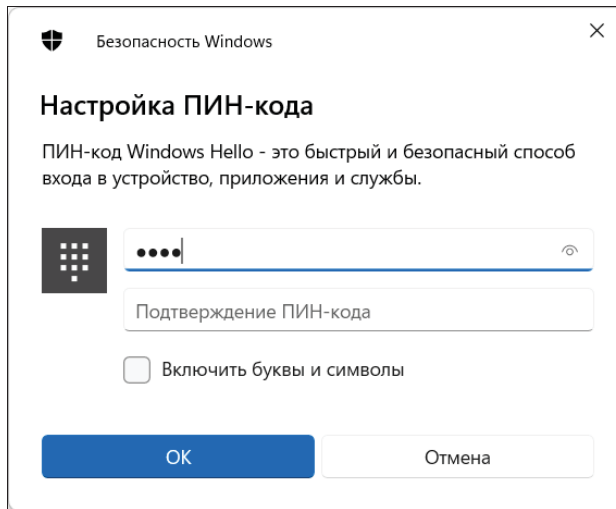 Безопасность Windows
Настройка ПИН-кода
ПИН-код Windows Hello - это быстрый и безопасный способ
входа в устройство, приложения и службы.
••••
Подтверждение ПИН-кода
Включить буквы и символы
ОК
Отмена